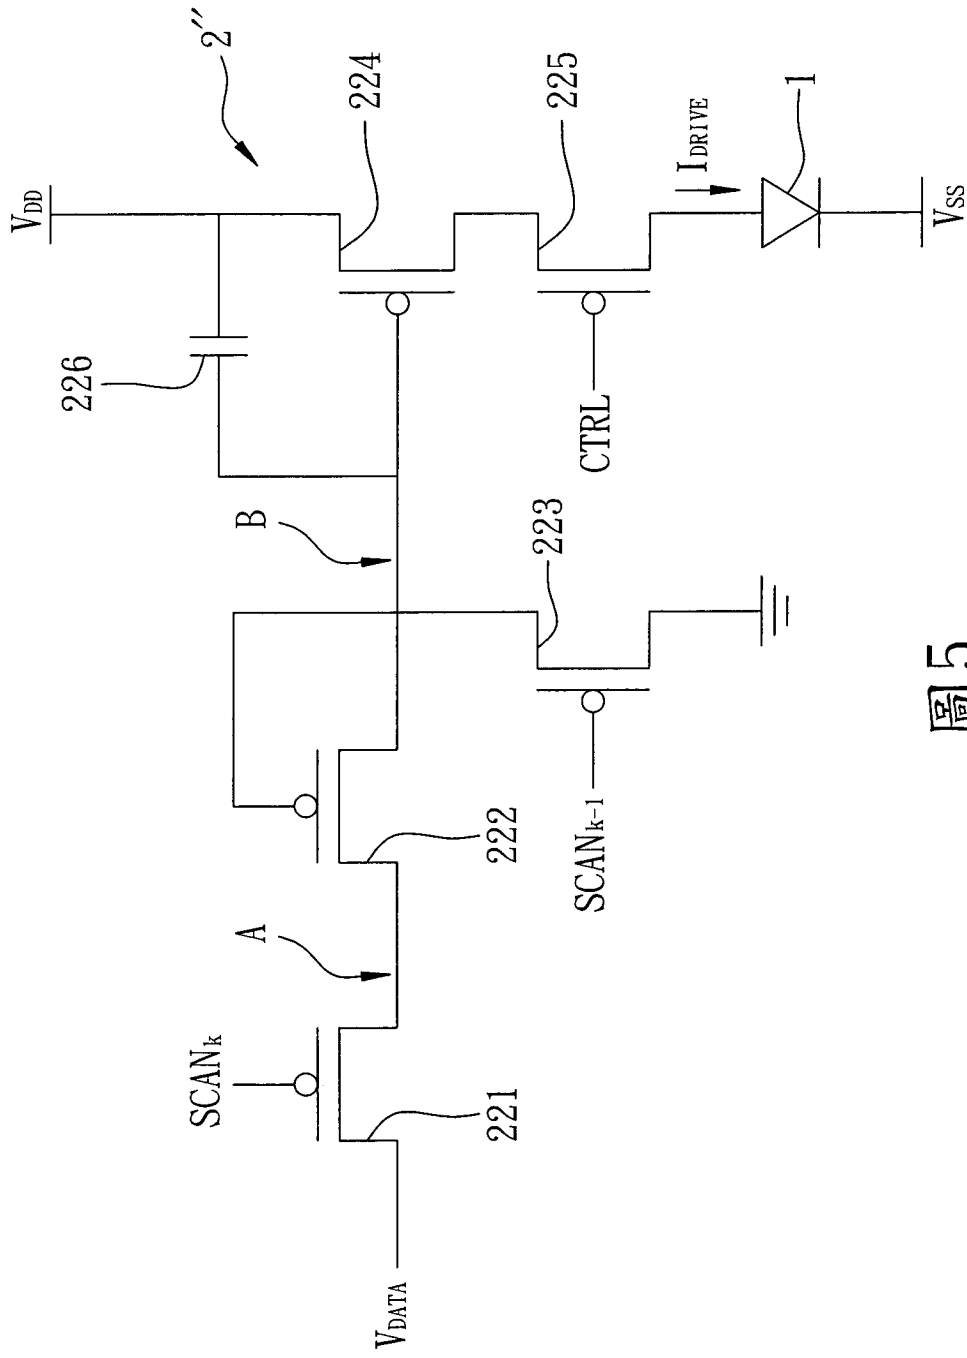 2″
V_DD
224
226
225
I_DRIVE
1
V_SS
B
CTRL
223
A
222
SCAN_k-1
SCAN_k
221
V_DATA
圖5